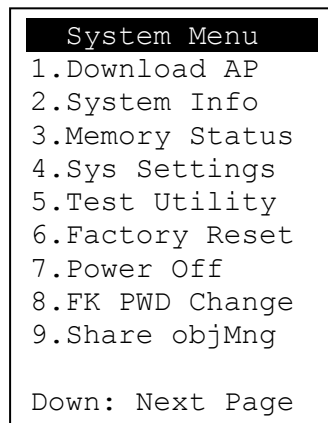 System Menu
1.Download AP
2.System Info
3.Memory Status
4.Sys Settings
5.Test Utility
6.Factory Reset
7.Power Off
8.FK PWD Change
9.Share objMng
Down: Next Page